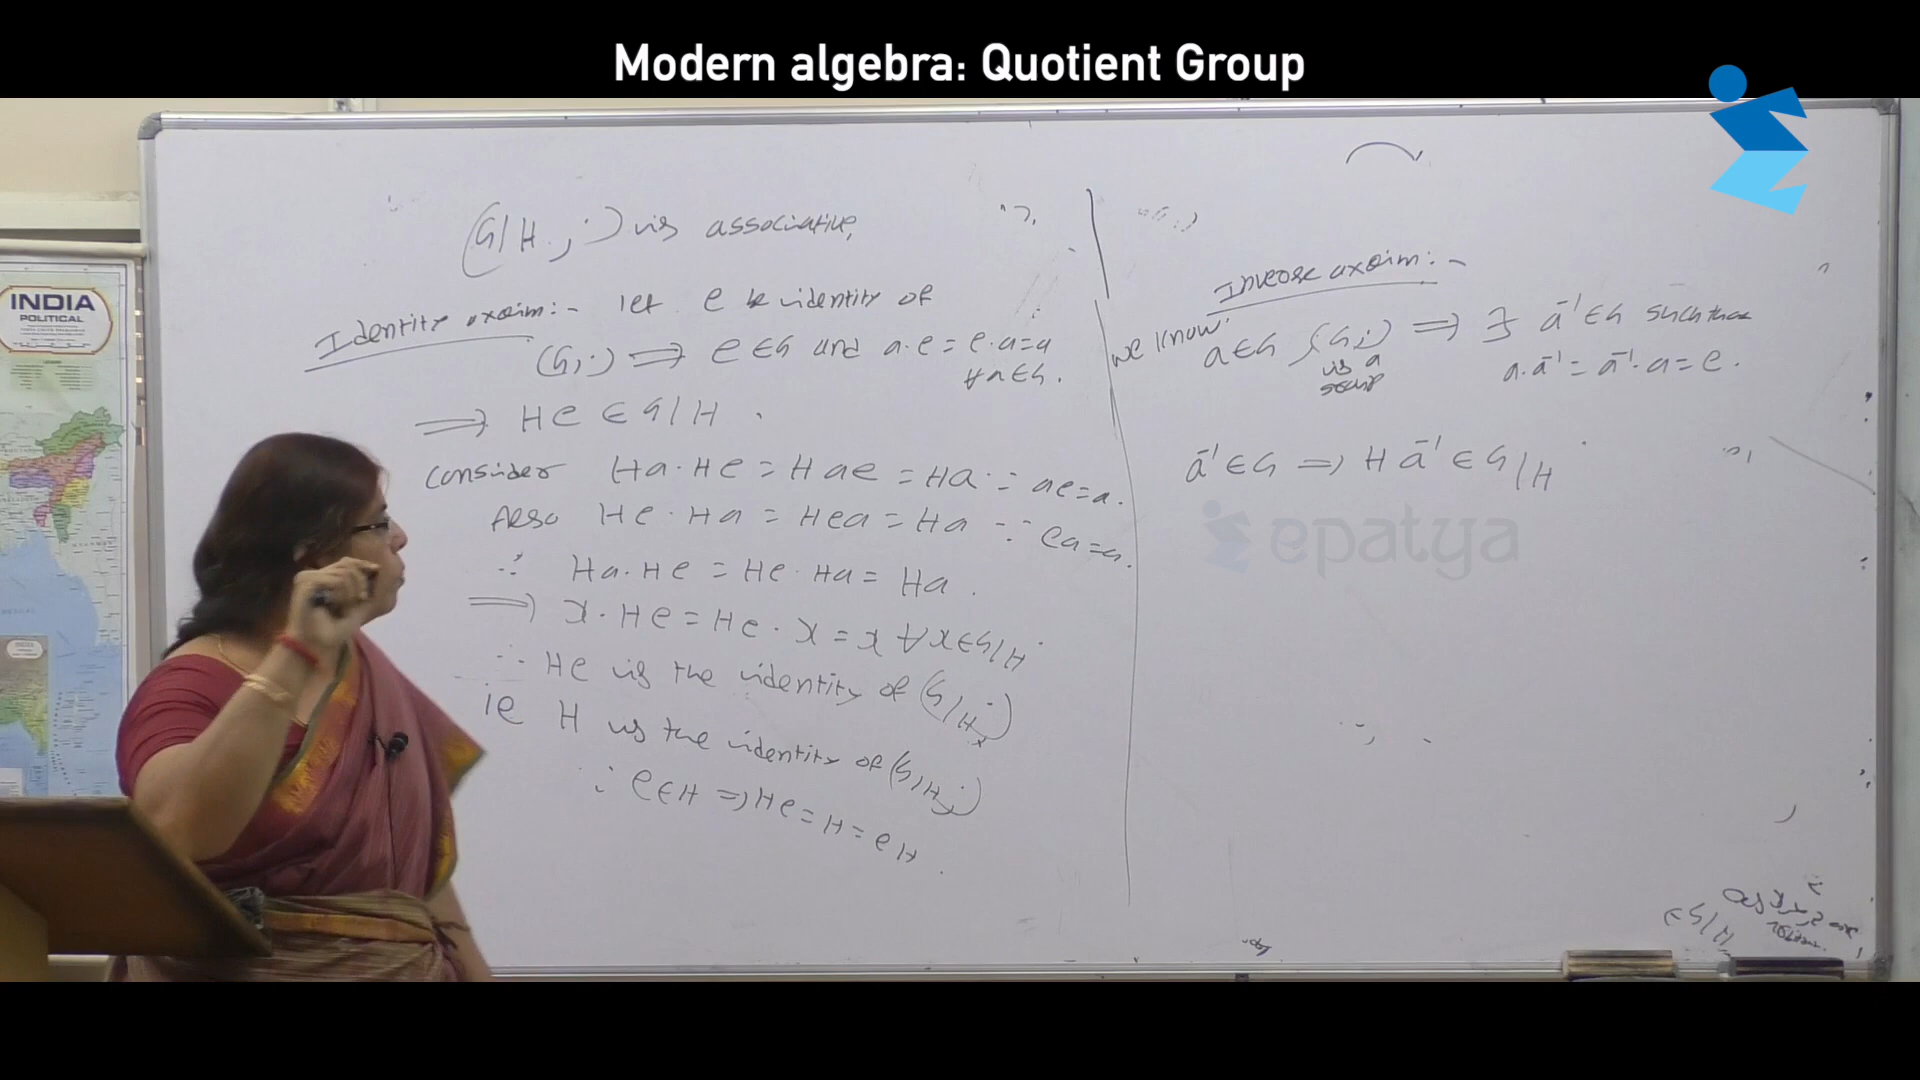 Modern algebra: Quotient Group
INDIA
POLITICAL
(G/H, ·) is associative,
Identity axoim:- let e be identity of
(G, ·) ⟹ e ∈ G and a·e = e·a = a
∀ a ∈ G.
⟹ He ∈ G/H.
Consider Ha·He = Hae = Ha ∵ ae=a.
Also He·Ha = Hea = Ha ∵ ea=a.
∴ Ha·He = He·Ha = Ha.
⟹ x·He = He·x = x ∀ x ∈ G/H
∴ He is the identity of (G/H, ·)
ie H is the identity of (G/H, ·)
∵ e∈H ⟹ He = H = eH.
Inverse axoim:-
We know a ∈ G, (G, ·) ⟹ ∃ a⁻¹ ∈ G such that
is a
group
a·a⁻¹ = a⁻¹·a = e.
a⁻¹ ∈ G ⟹ Ha⁻¹ ∈ G/H
epatya
∈ G/H